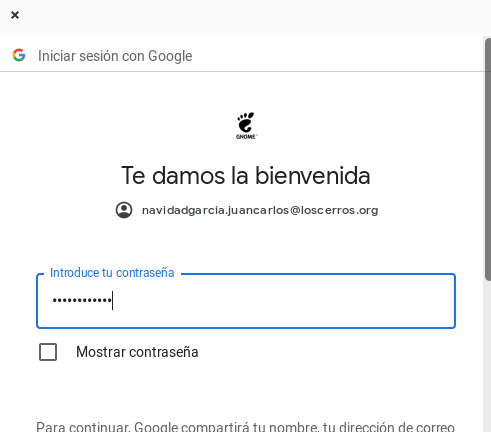 Iniciar sesión con Google
GNOME
Te damos la bienvenida
navidadgarcia.juancarlos@loscerros.org
Introduce tu contraseña
••••••••••••
Mostrar contraseña
Para continuar, Google compartirá tu nombre, tu dirección de correo